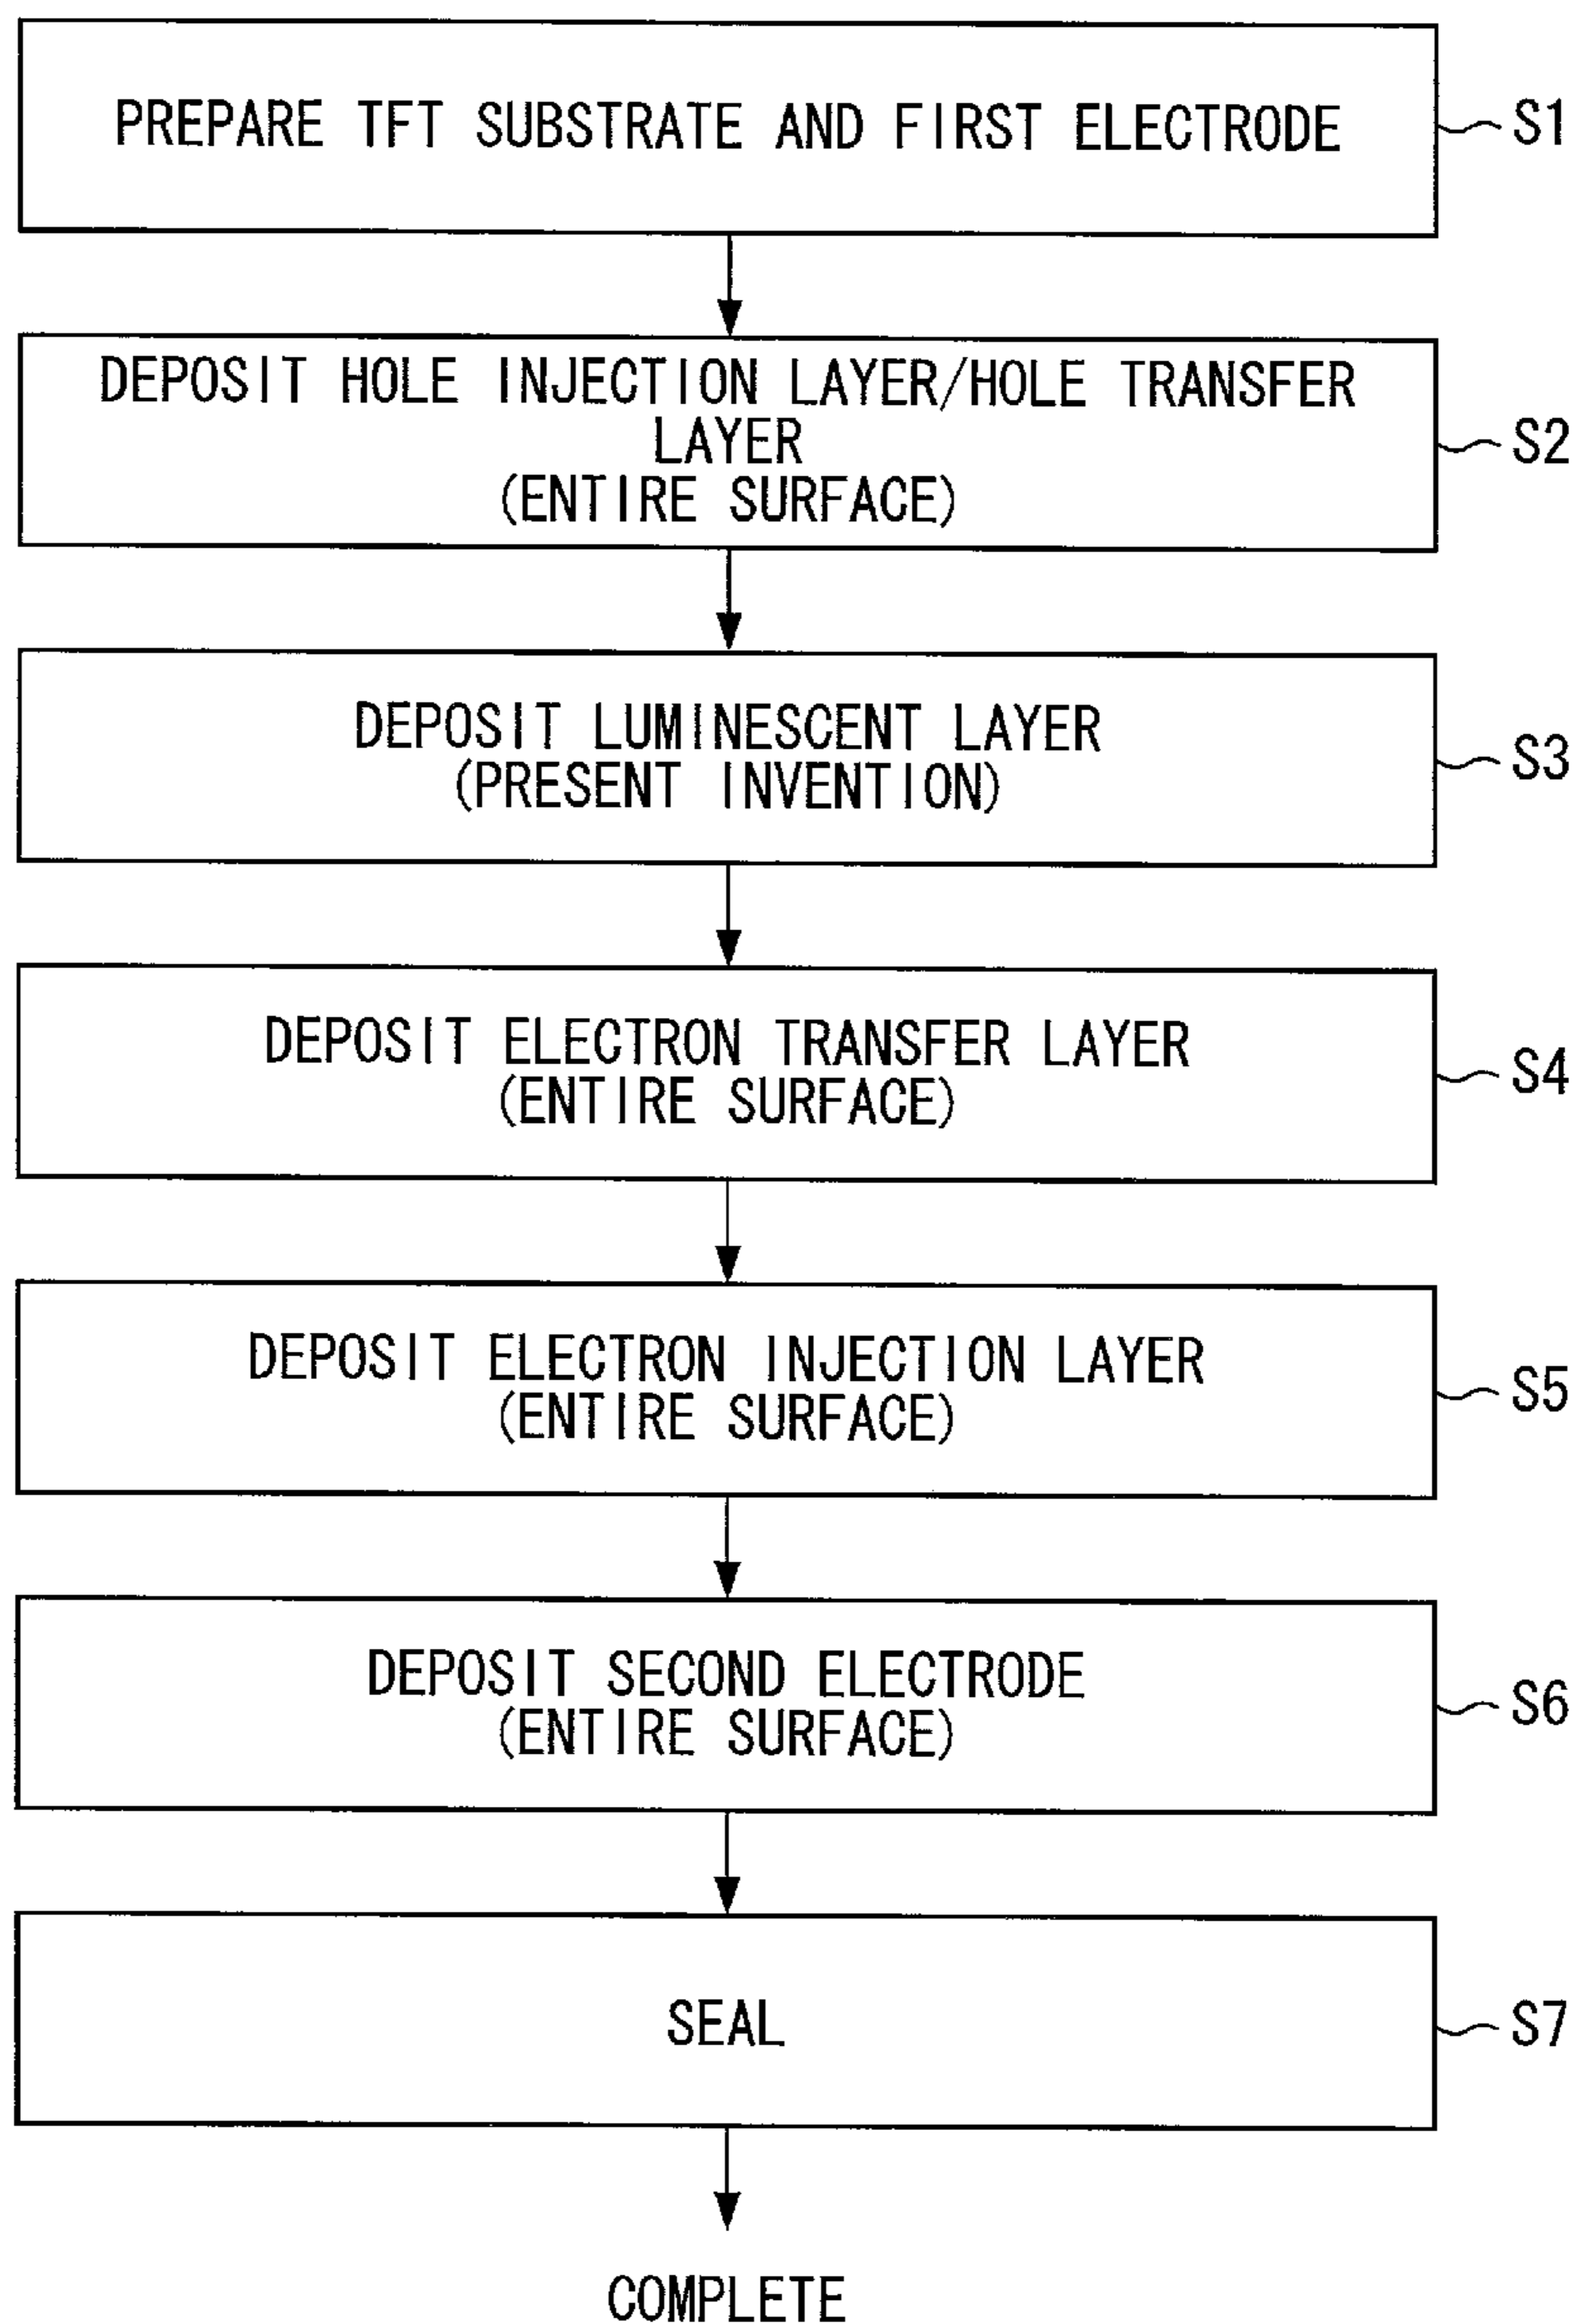 PREPARE TFT SUBSTRATE AND FIRST ELECTRODE
S1
DEPOSIT HOLE INJECTION LAYER/HOLE TRANSFER
LAYER
(ENTIRE SURFACE)
S2
DEPOSIT LUMINESCENT LAYER
(PRESENT INVENTION)
S3
DEPOSIT ELECTRON TRANSFER LAYER
(ENTIRE SURFACE)
S4
DEPOSIT ELECTRON INJECTION LAYER
(ENTIRE SURFACE)
S5
DEPOSIT SECOND ELECTRODE
(ENTIRE SURFACE)
S6
SEAL
S7
COMPLETE